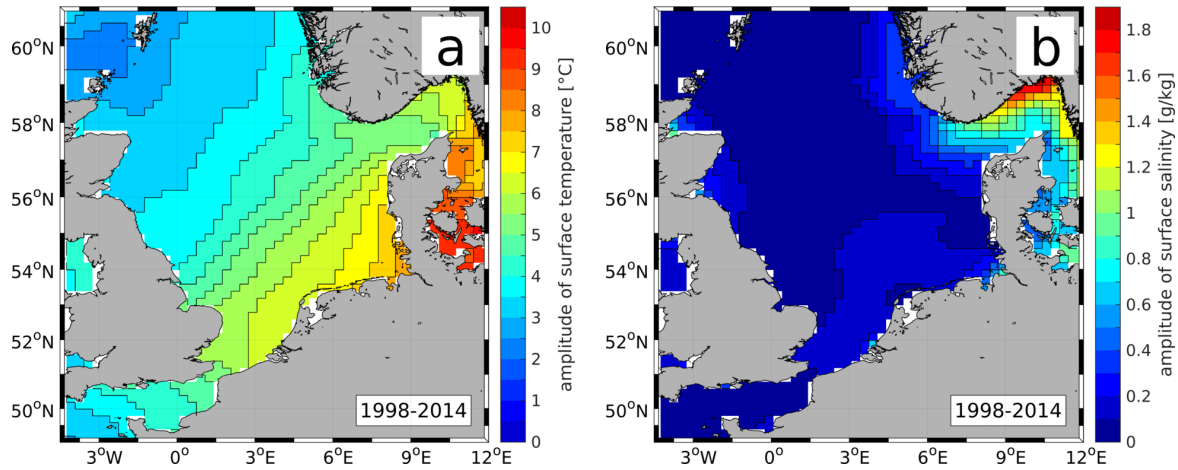 a
60°N
58°N
56°N
54°N
52°N
50°N
3°W
0°
3°E
6°E
9°E
12°E
1998-2014
10
9
8
7
6
5
4
3
2
1
0
amplitude of surface temperature [°C]
b
60°N
58°N
56°N
54°N
52°N
50°N
3°W
0°
3°E
6°E
9°E
12°E
1998-2014
1.8
1.6
1.4
1.2
1
0.8
0.6
0.4
0.2
0
amplitude of surface salinity [g/kg]